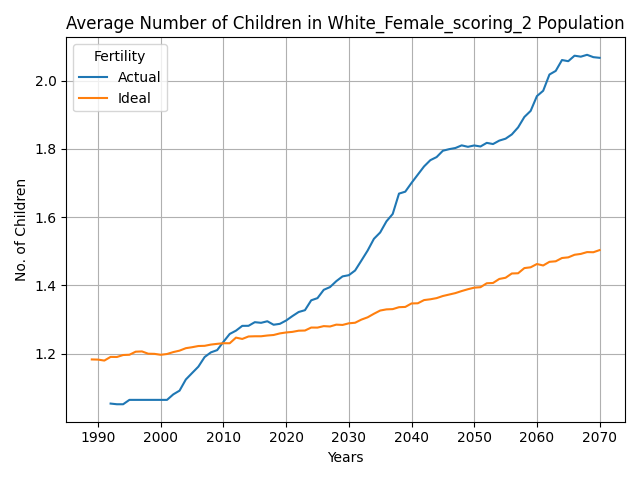 Average Number of Children in White_Female_scoring_2 Population
Fertility
Actual
Ideal
No. of Children
2.0
1.8
1.6
1.4
1.2
1990 2000 2010 2020 2030 2040 2050 2060 2070
Years